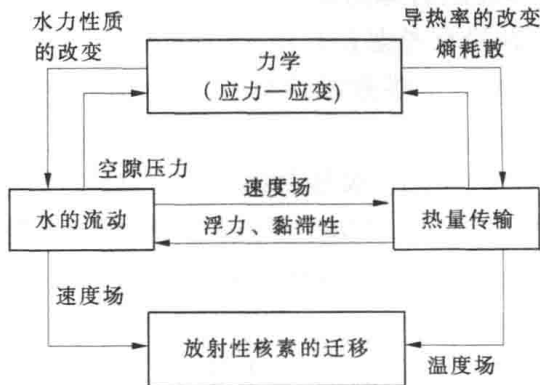 水力性质
的改变
导热率的改变
熵耗散
力学
(应力—应变)
空隙压力
速度场
水的流动
浮力、黏滞性
热量传输
速度场
放射性核素的迁移
温度场